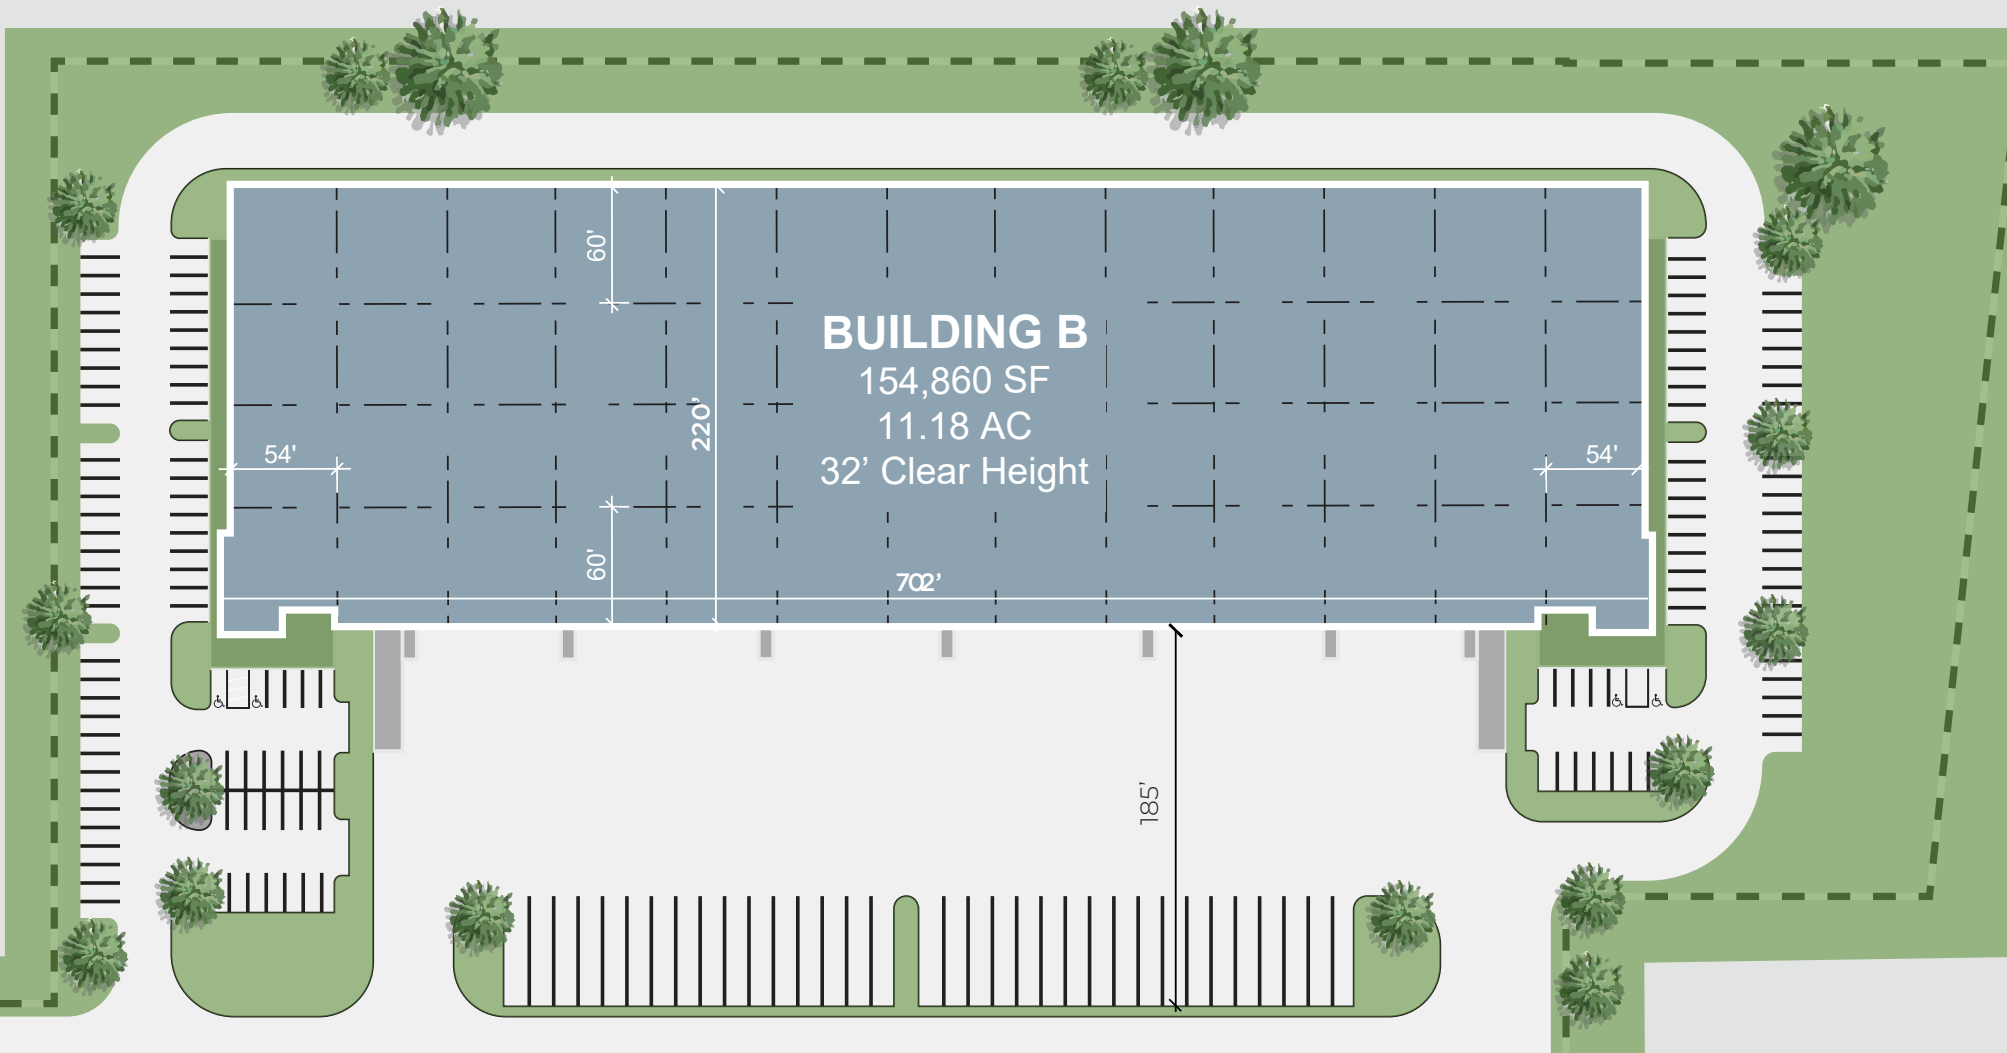 60'
BUILDING B
154,860 SF
11.18 AC
32’ Clear Height
220’
54'
54'
60'
702’
185’